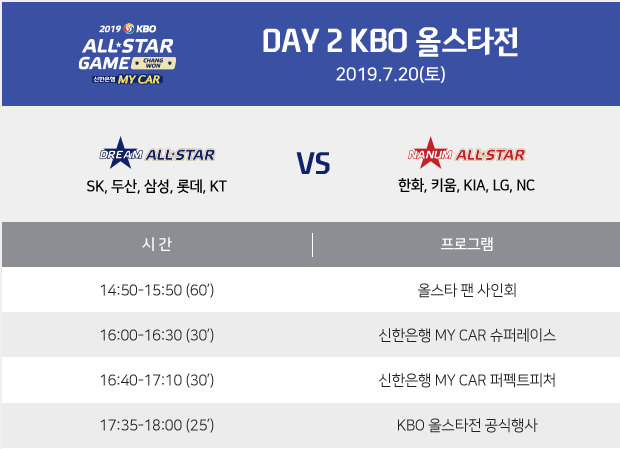 2019 KBO
ALL★STAR
GAME CHANG WON
신한은행 MY CAR
DAY 2 KBO 올스타전
2019.7.20(토)
DREAM ALL★STAR
SK, 두산, 삼성, 롯데, KT
VS
NANUM ALL★STAR
한화, 키움, KIA, LG, NC
시 간 프로그램
14:50-15:50 (60’) 올스타 팬 사인회
16:00-16:30 (30’) 신한은행 MY CAR 슈퍼레이스
16:40-17:10 (30’) 신한은행 MY CAR 퍼펙트피처
17:35-18:00 (25’) KBO 올스타전 공식행사